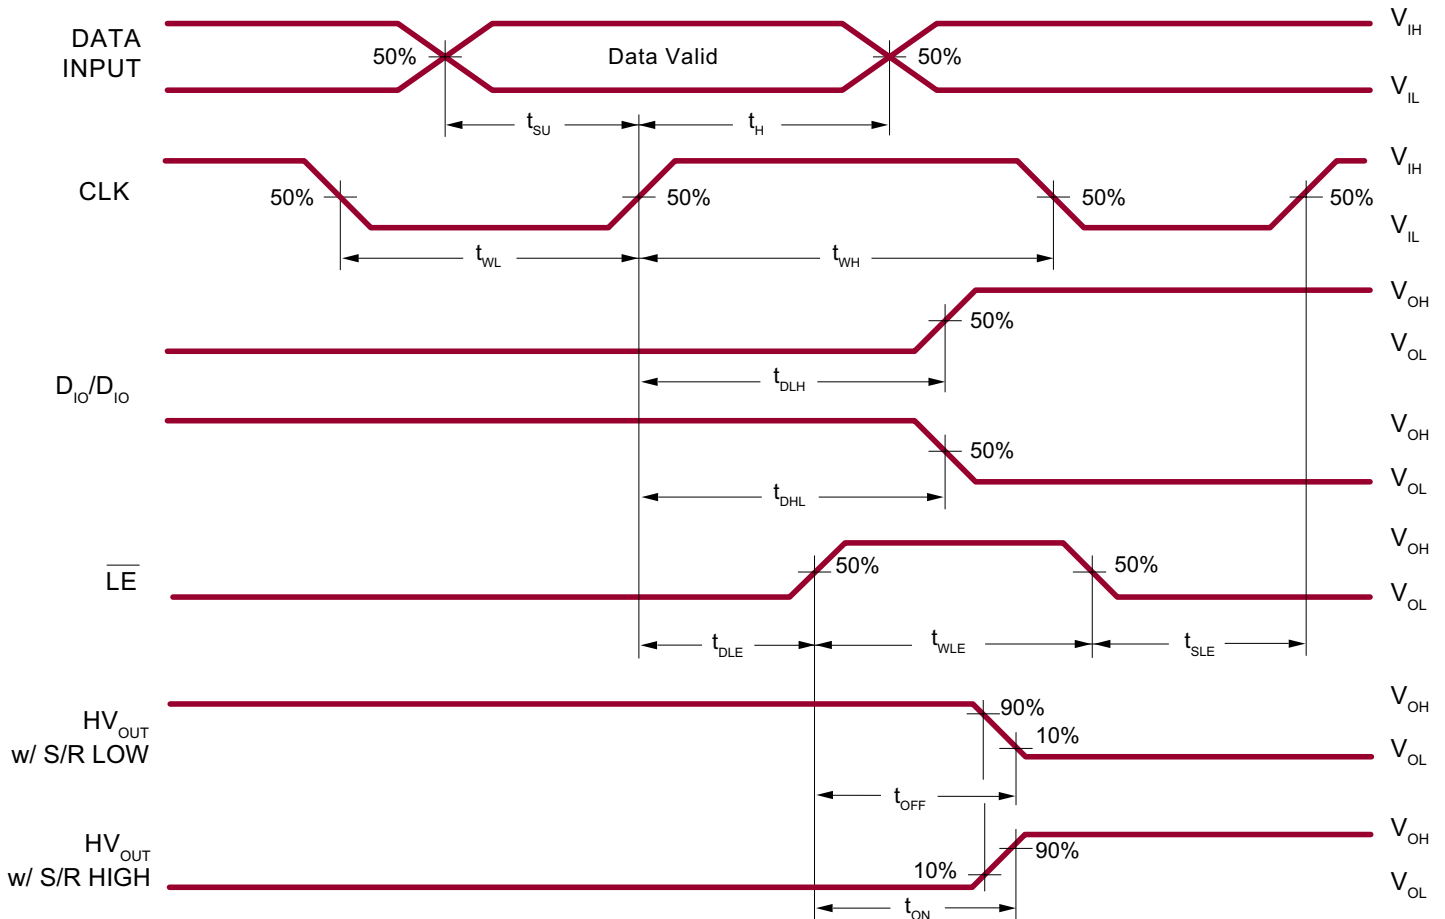 DATA
INPUT
50%
Data Valid
50%
V_IH
V_IL
t_SU
t_H
CLK
50%
50%
50%
50%
V_IH
V_IL
t_WL
t_WH
D_IO/D_IO
50%
V_OH
V_OL
t_DLH
50%
V_OH
V_OL
t_DHL
LE
50%
50%
V_OH
V_OL
t_DLE
t_WLE
t_SLE
HV_OUT
w/ S/R LOW
90%
10%
V_OH
V_OL
t_OFF
HV_OUT
w/ S/R HIGH
10%
90%
V_OH
V_OL
t_ON